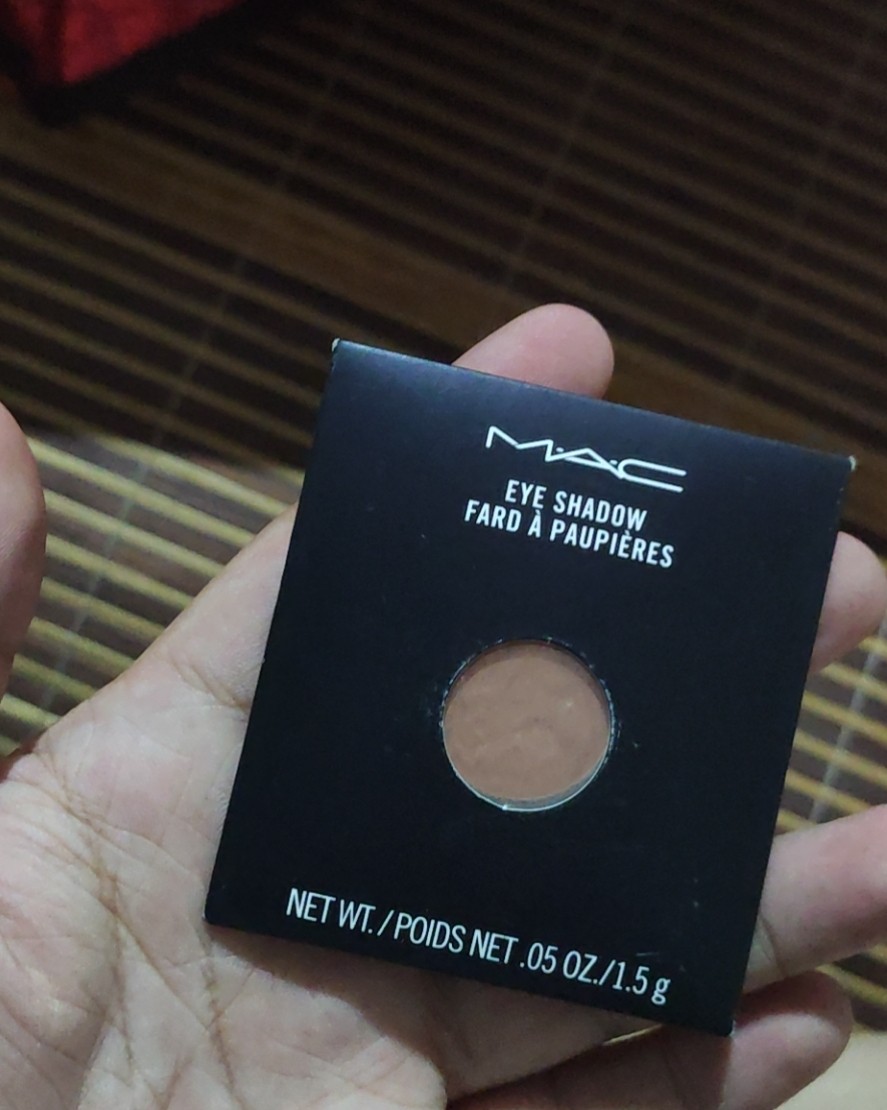 M·A·C
EYE SHADOW
FARD À PAUPIÈRES
NET WT. / POIDS NET .05 OZ./1.5 g